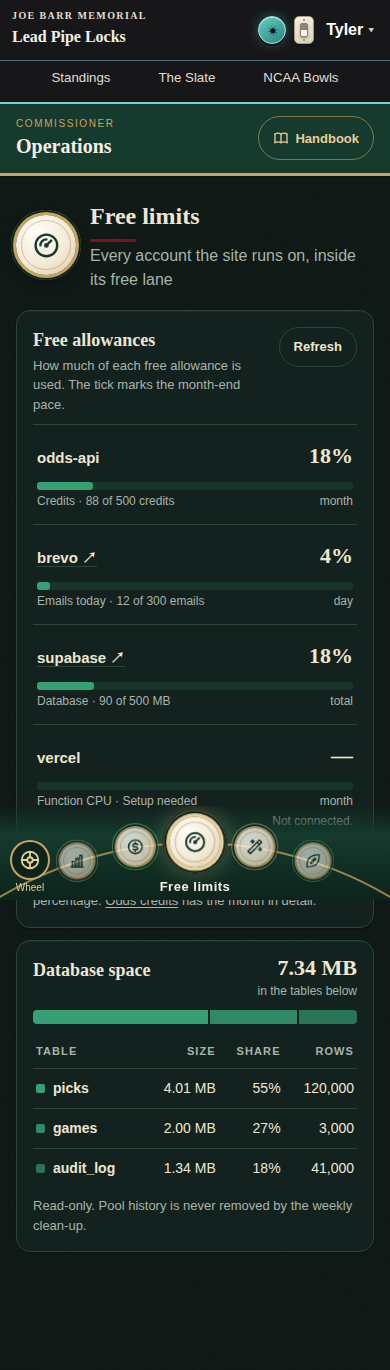 JOE BARR MEMORIAL
Lead Pipe Locks
Tyler ▾
Standings The Slate NCAA Bowls
COMMISSIONER
Operations
Handbook
Free limits
Every account the site runs on, inside
its free lane
Free allowances
Refresh
How much of each free allowance is
used. The tick marks the month-end
pace.
odds-api 18%
Credits · 88 of 500 credits month
brevo ↗ 4%
Emails today · 12 of 300 emails day
supabase ↗ 18%
Database · 90 of 500 MB total
vercel —
Function CPU · Setup needed month
Not connected.
Wheel
Free limits
percentage. Odds credits has the month in detail.
Database space 7.34 MB
in the tables below
TABLE SIZE SHARE ROWS
picks 4.01 MB 55% 120,000
games 2.00 MB 27% 3,000
audit_log 1.34 MB 18% 41,000
Read-only. Pool history is never removed by the weekly
clean-up.